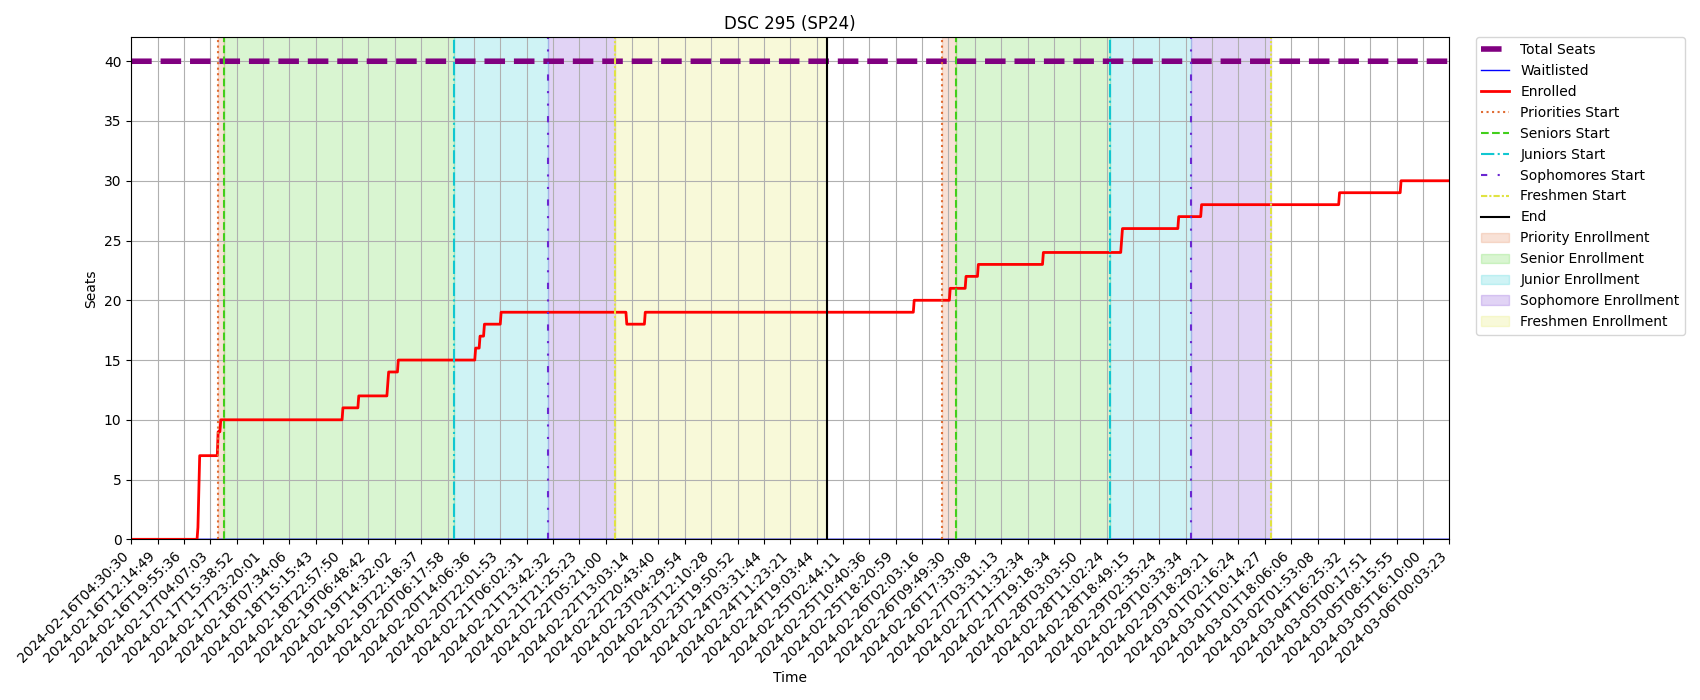 DSC 295 (SP24)
Seats
40
35
30
25
20
15
10
5
0
2024-02-16T04:30:30
2024-02-16T12:14:49
2024-02-16T19:55:36
2024-02-17T04:07:03
2024-02-17T15:38:52
2024-02-17T23:20:01
2024-02-18T07:34:06
2024-02-18T15:15:43
2024-02-18T22:57:50
2024-02-19T06:48:42
2024-02-19T14:32:02
2024-02-19T22:18:37
2024-02-20T06:17:58
2024-02-20T14:06:36
2024-02-20T22:01:53
2024-02-21T06:02:31
2024-02-21T13:42:32
2024-02-21T21:25:23
2024-02-22T05:21:00
2024-02-22T13:03:14
2024-02-22T20:43:40
2024-02-23T04:29:54
2024-02-23T12:10:28
2024-02-23T19:50:52
2024-02-24T03:31:44
2024-02-24T11:23:21
2024-02-24T19:03:44
2024-02-25T02:44:11
2024-02-25T10:40:36
2024-02-25T18:20:59
2024-02-26T02:03:16
2024-02-26T09:49:30
2024-02-26T17:33:08
2024-02-27T03:31:13
2024-02-27T11:32:34
2024-02-27T19:18:34
2024-02-28T03:03:50
2024-02-28T11:02:24
2024-02-28T18:49:15
2024-02-29T02:35:24
2024-02-29T10:33:34
2024-02-29T18:29:21
2024-03-01T02:16:24
2024-03-01T10:14:27
2024-03-01T18:06:06
2024-03-02T01:53:08
2024-03-04T16:25:32
2024-03-05T00:17:51
2024-03-05T08:15:55
2024-03-05T16:10:00
2024-03-06T00:03:23
Time
Total Seats
Waitlisted
Enrolled
Priorities Start
Seniors Start
Juniors Start
Sophomores Start
Freshmen Start
End
Priority Enrollment
Senior Enrollment
Junior Enrollment
Sophomore Enrollment
Freshmen Enrollment